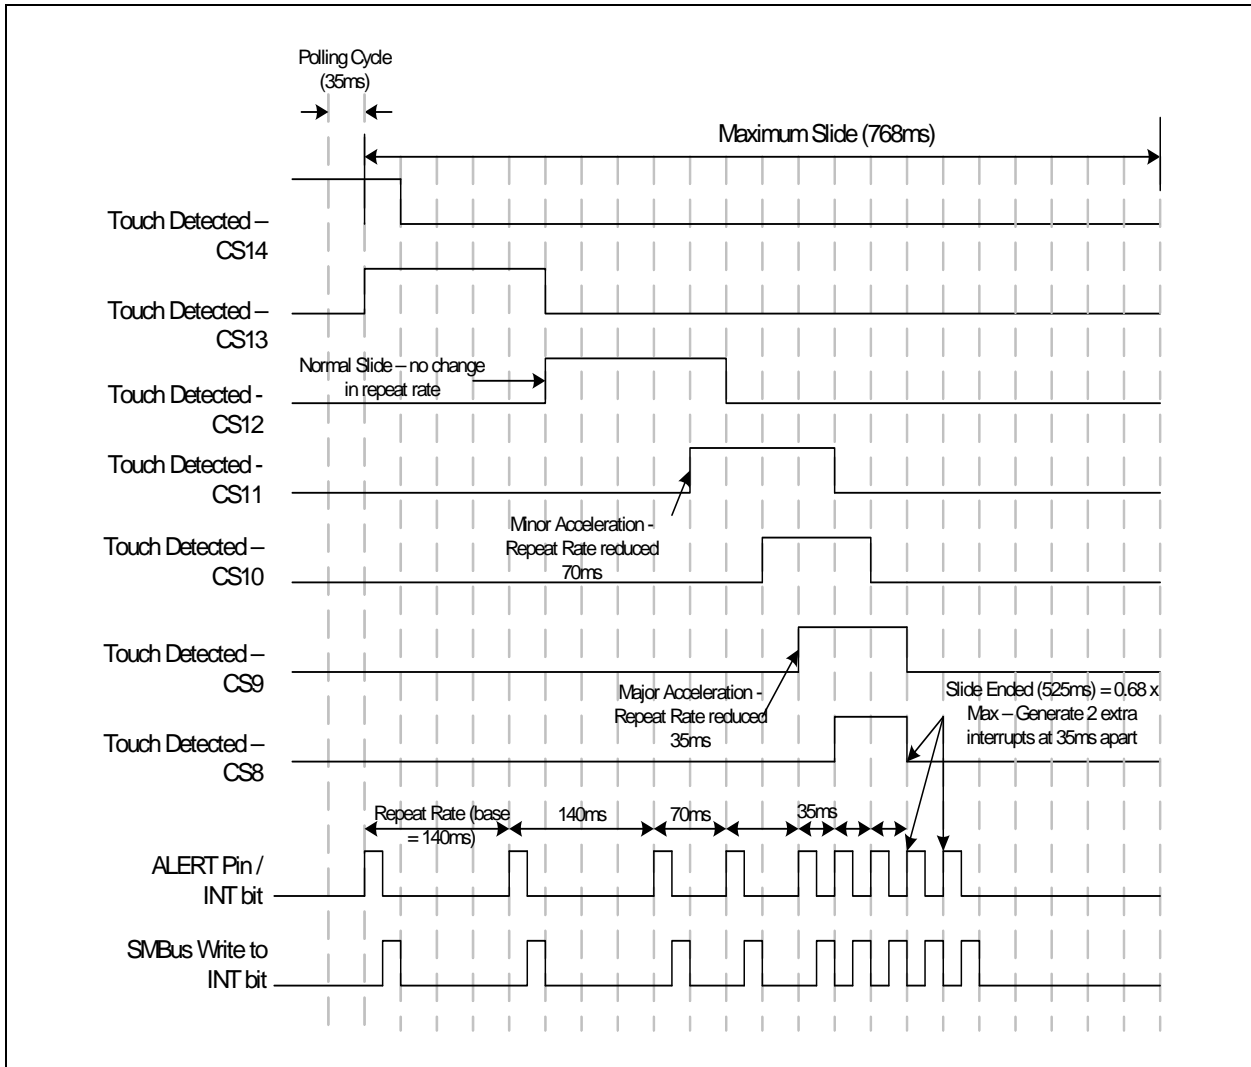 Polling Cycle
(35ms)
Maximum Slide (768ms)
Touch Detected –
CS14
Touch Detected –
CS13
Normal Slide – no change
in repeat rate
Touch Detected -
CS12
Touch Detected -
CS11
Minor Acceleration -
Repeat Rate reduced
70ms
Touch Detected –
CS10
Touch Detected –
CS9
Major Acceleration -
Repeat Rate reduced
35ms
Slide Ended (525ms) = 0.68 x
Max – Generate 2 extra
interrupts at 35ms apart
Touch Detected –
CS8
Repeat Rate (base
= 140ms)
140ms
70ms
35ms
ALERT Pin /
INT bit
SMBus Write to
INT bit